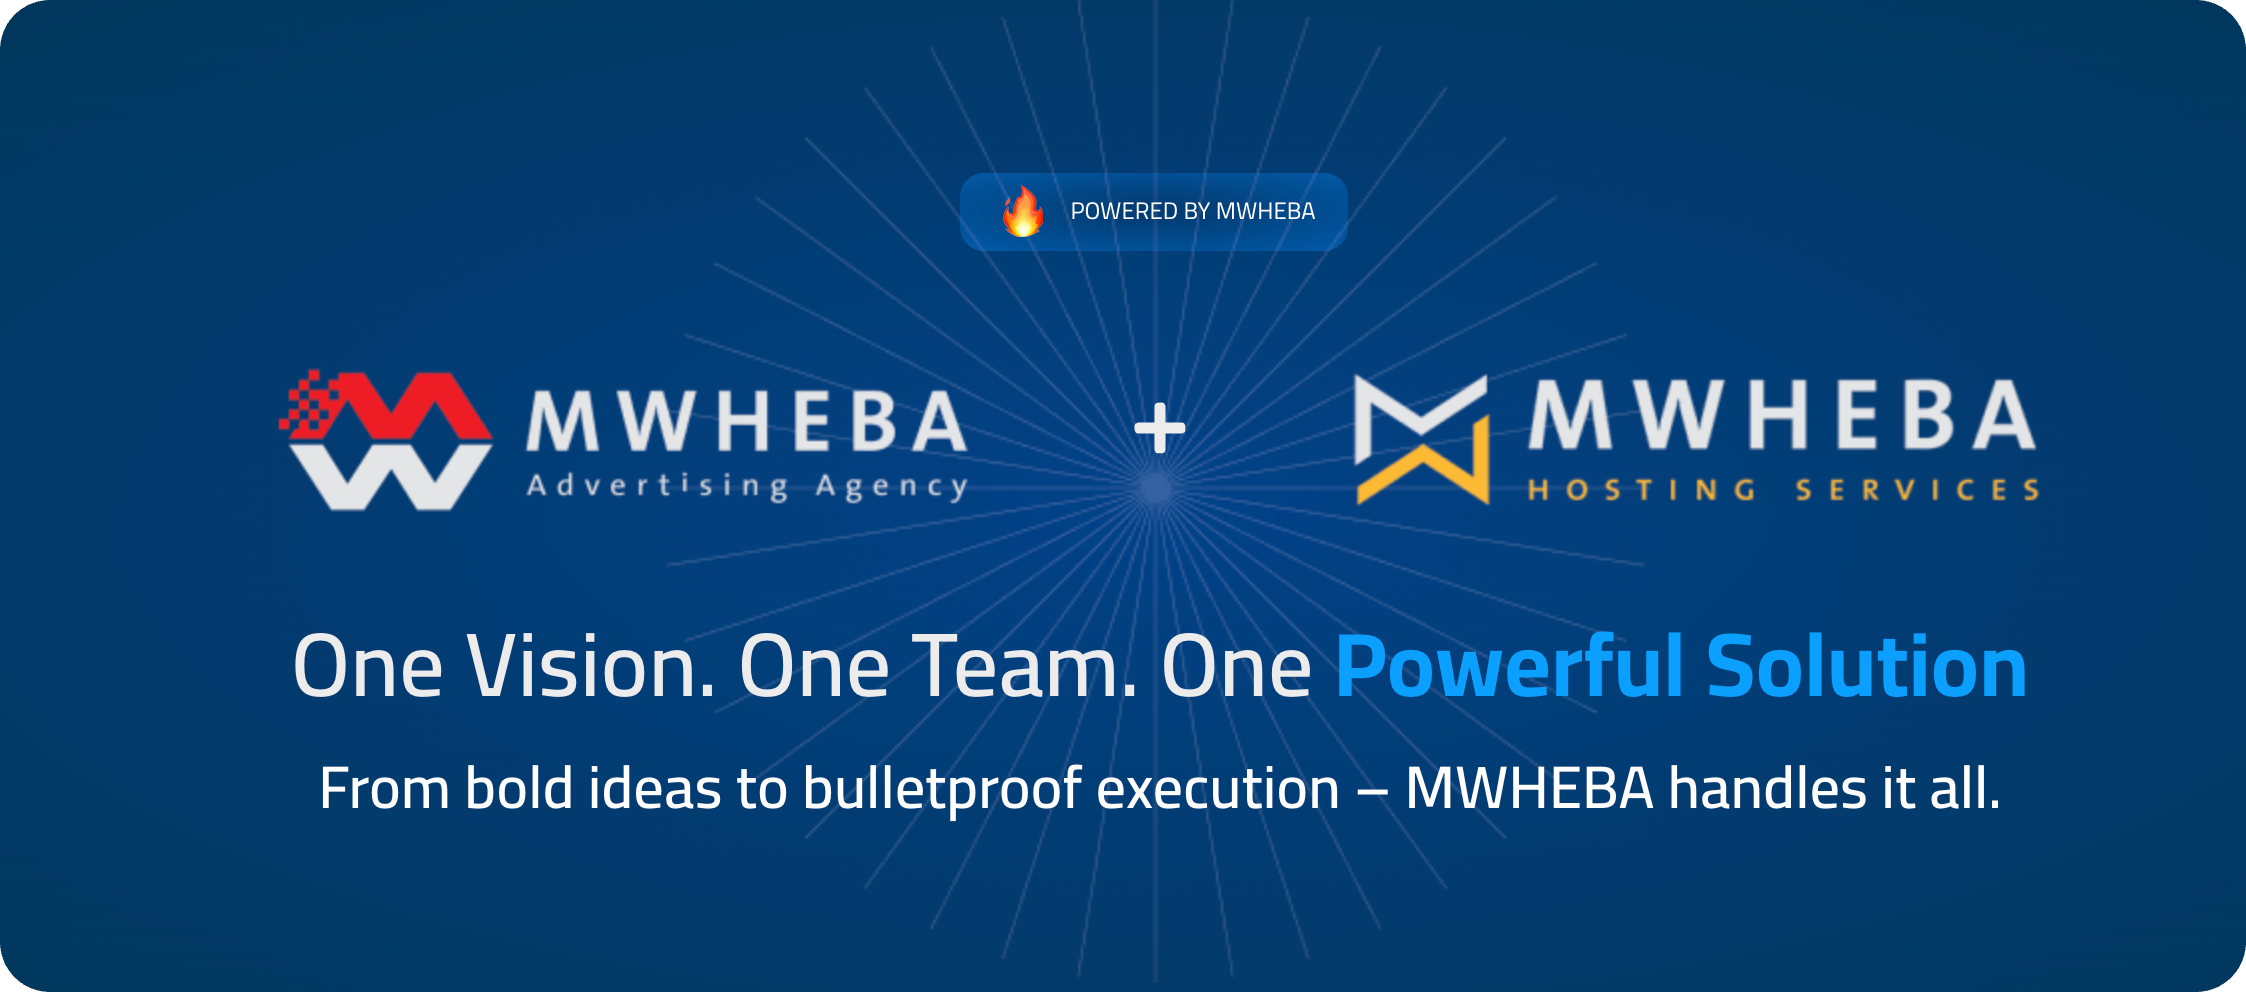 🔥 POWERED BY MWHEBA
MWHEBA
Advertising Agency
+
MWHEBA
HOSTING SERVICES
One Vision. One Team. One Powerful Solution
From bold ideas to bulletproof execution – MWHEBA handles it all.